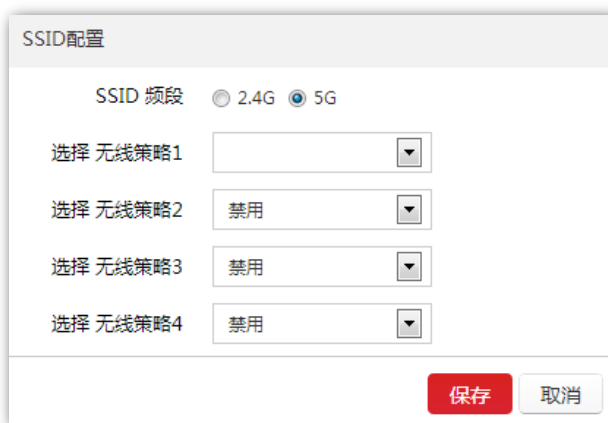 SSID配置
SSID 频段 2.4G 5G
选择 无线策略1
选择 无线策略2 禁用
选择 无线策略3 禁用
选择 无线策略4 禁用
保存 取消